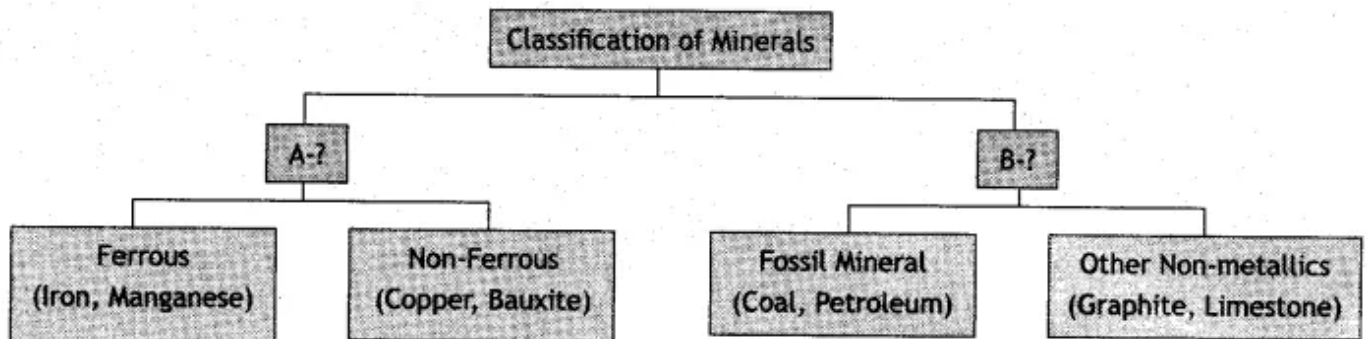 Classification of Minerals
A-?
B-?
Ferrous
(Iron, Manganese)
Non-Ferrous
(Copper, Bauxite)
Fossil Mineral
(Coal, Petroleum)
Other Non-metallics
(Graphite, Limestone)